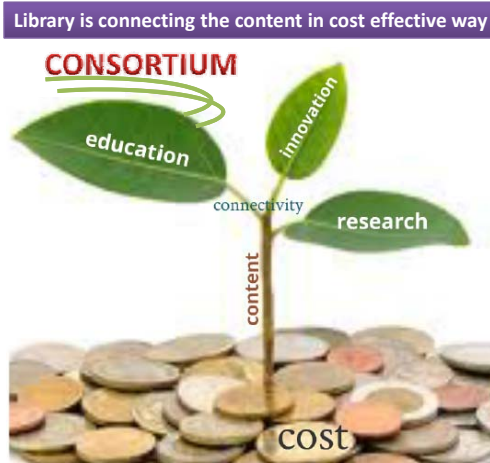 Library is connecting the content in cost effective way
CONSORTIUM
education
innovation
connectivity
research
content
cost